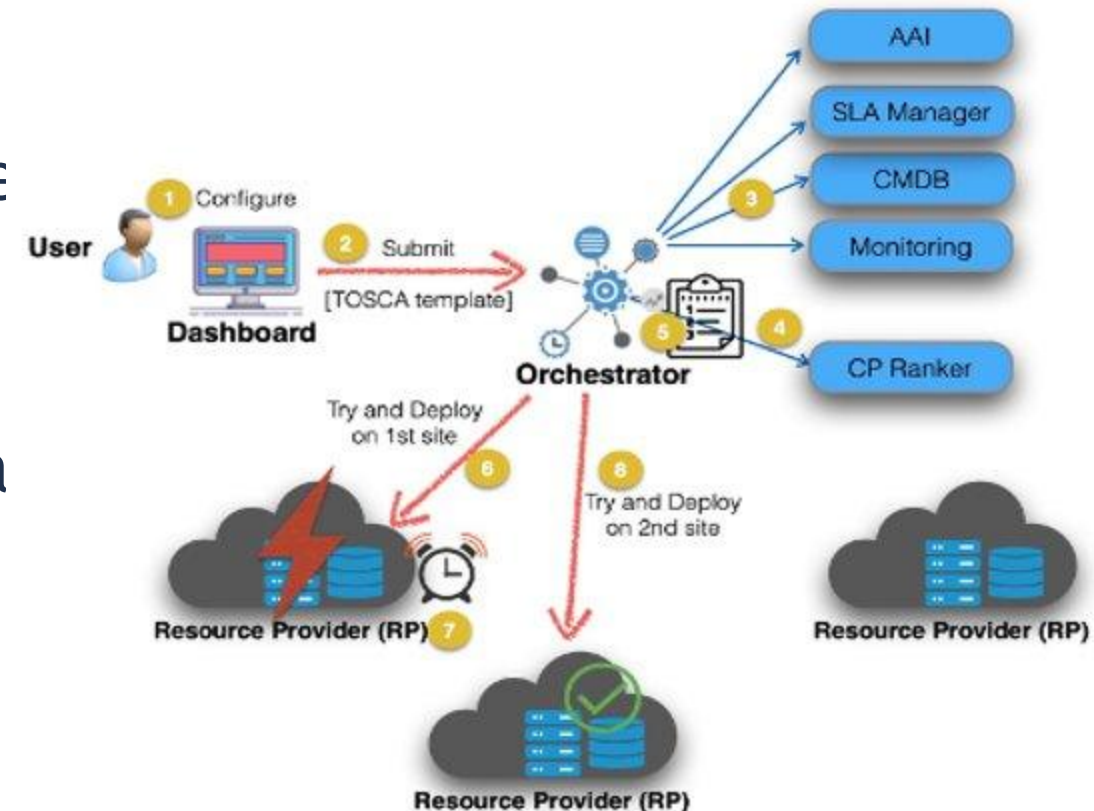 AAI
SLA Manager
CMDB
Monitoring
CP Ranker
1 Configure
User
2 Submit
[TOSCA template]
Dashboard
3
4
5
Orchestrator
Try and Deploy
on 1st site
6
8
Try and Deploy
on 2nd site
Resource Provider (RP)
7
Resource Provider (RP)
Resource Provider (RP)